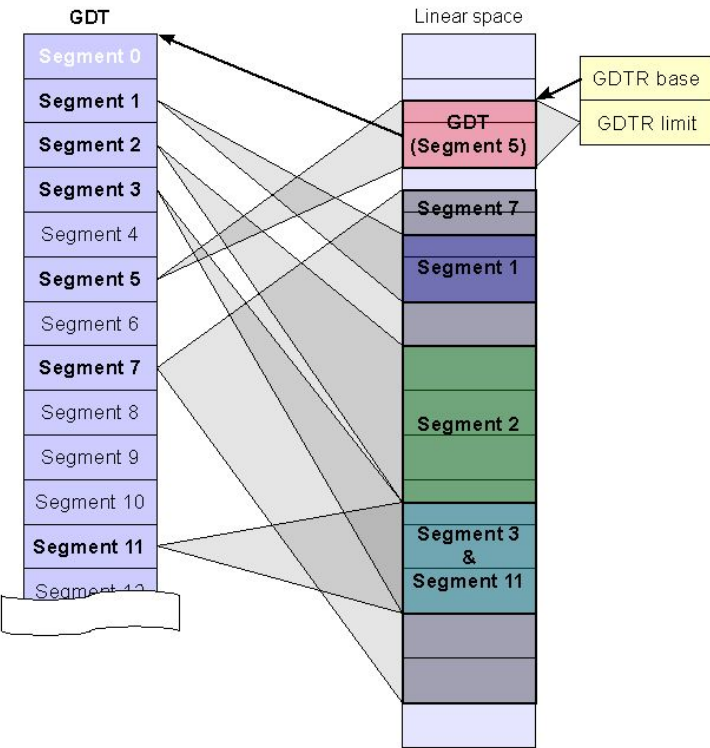 GDT
Segment 0
Segment 1
Segment 2
Segment 3
Segment 4
Segment 5
Segment 6
Segment 7
Segment 8
Segment 9
Segment 10
Segment 11
Segment 12
Linear space
GDT
(Segment 5)
Segment 7
Segment 1
Segment 2
Segment 3
&
Segment 11
GDTR base
GDTR limit